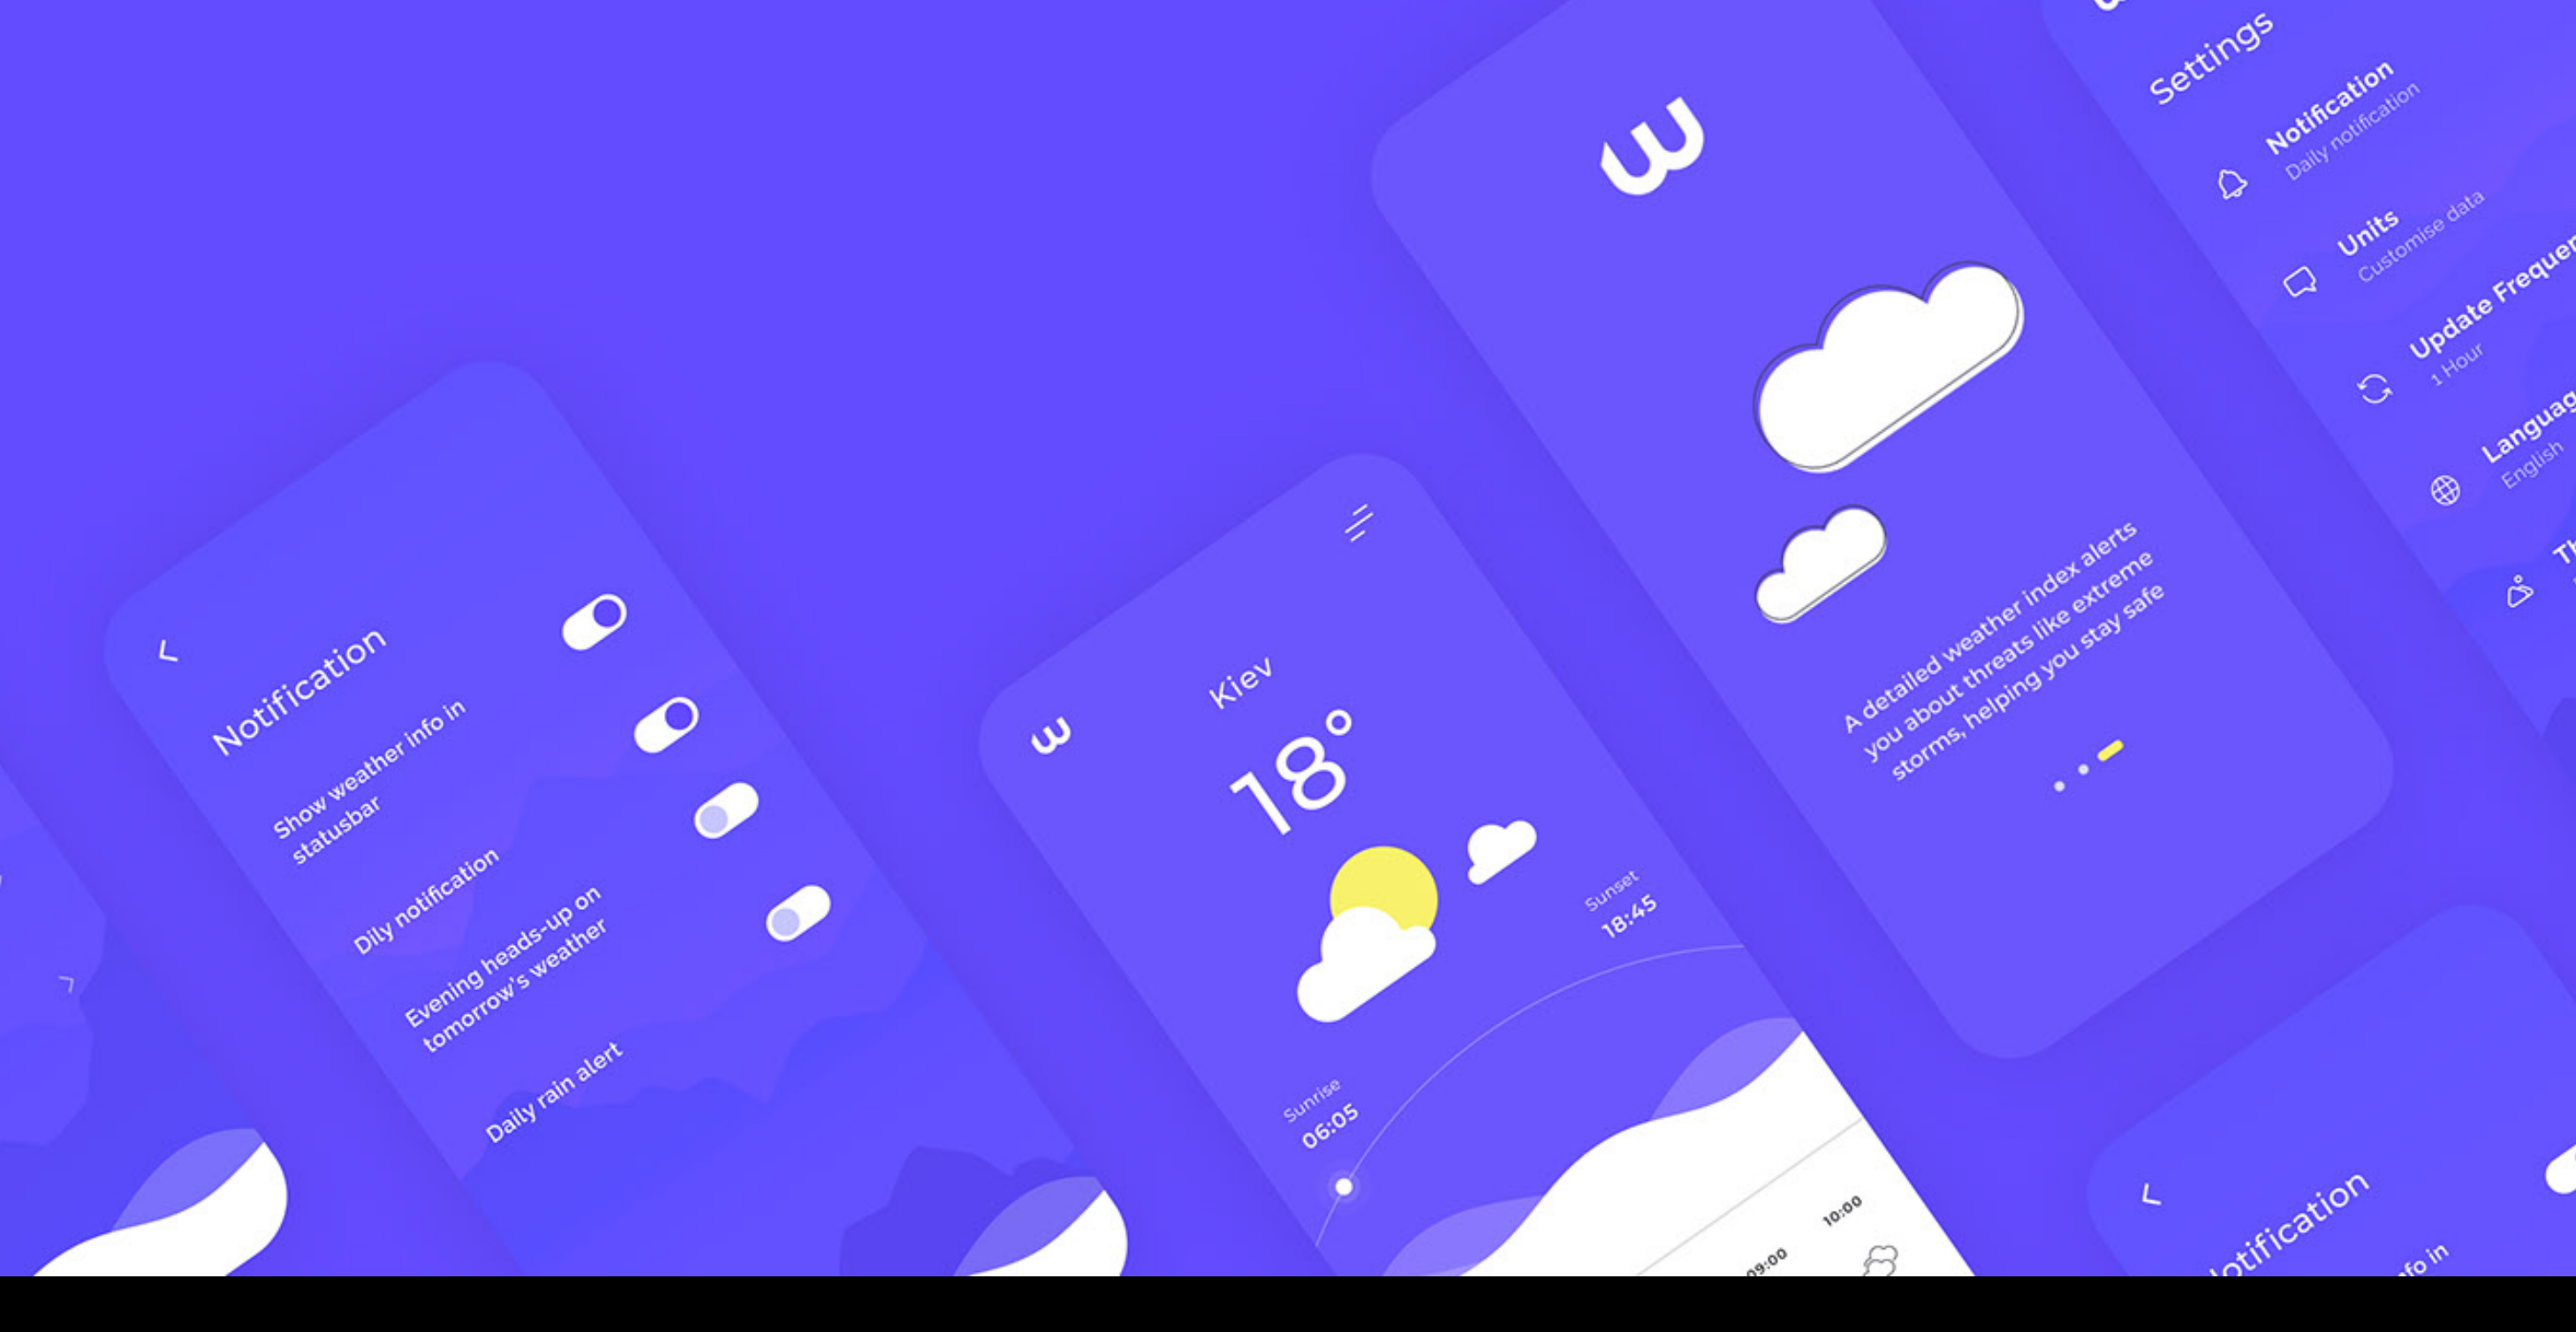 Notification
Show weather info in
statusbar
Dily notification
Evening heads-up on
tomorrow's weather
Daily rain alert
w
Kiev
18°
Sunrise
06:05
Sunset
18:45
09:00
10:00
w
A detailed weather index alerts
you about threats like extreme
storms, helping you stay safe
Settings
Notification
Daily notification
Units
Customise data
Update
1 Hour
English
in